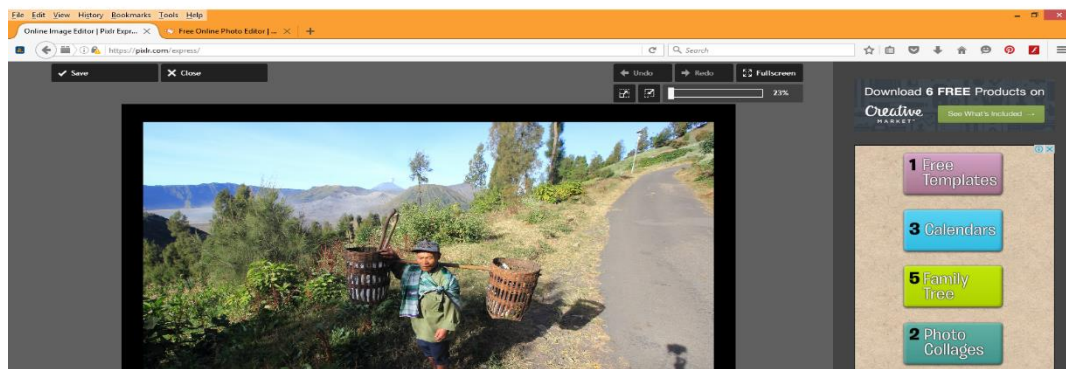 File Edit View History Bookmarks Tools Help
Online Image Editor | Pixlr Expr... ×
Free Online Photo Editor | ... × +
https://pixlr.com/express/
Search
Save
Close
Undo
Redo
Fullscreen
23%
Download 6 FREE Products on
Creative
MARKET
See What's Included →
1 Free
Templates
3 Calendars
5 Family
Tree
2 Photo
Collages